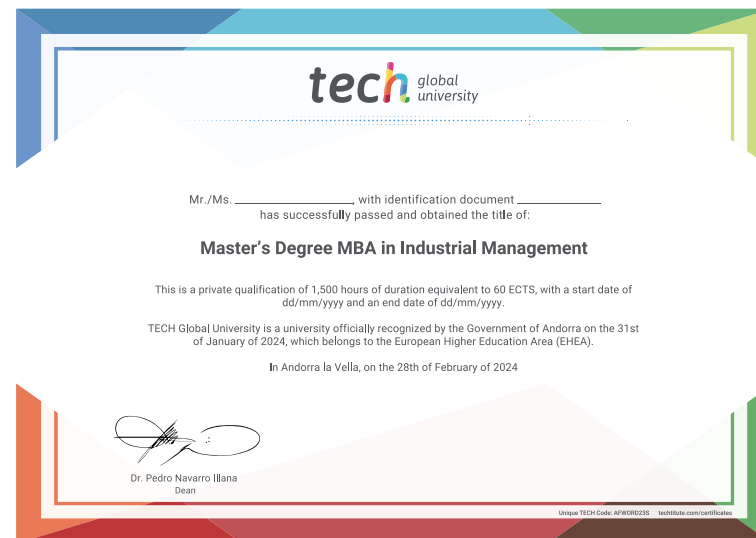 tech global university
Mr./Ms. ____________________, with identification document ______________
has successfully passed and obtained the title of:
Master's Degree MBA in Industrial Management
This is a private qualification of 1,500 hours of duration equivalent to 60 ECTS, with a start date of
dd/mm/yyyy and an end date of dd/mm/yyyy.
TECH Global University is a university officially recognized by the Government of Andorra on the 31st
of January of 2024, which belongs to the European Higher Education Area (EHEA).
In Andorra la Vella, on the 28th of February of 2024
Dr. Pedro Navarro Illana
Dean
Unique TECH Code: AFWORD23S techtitute.com/certificates